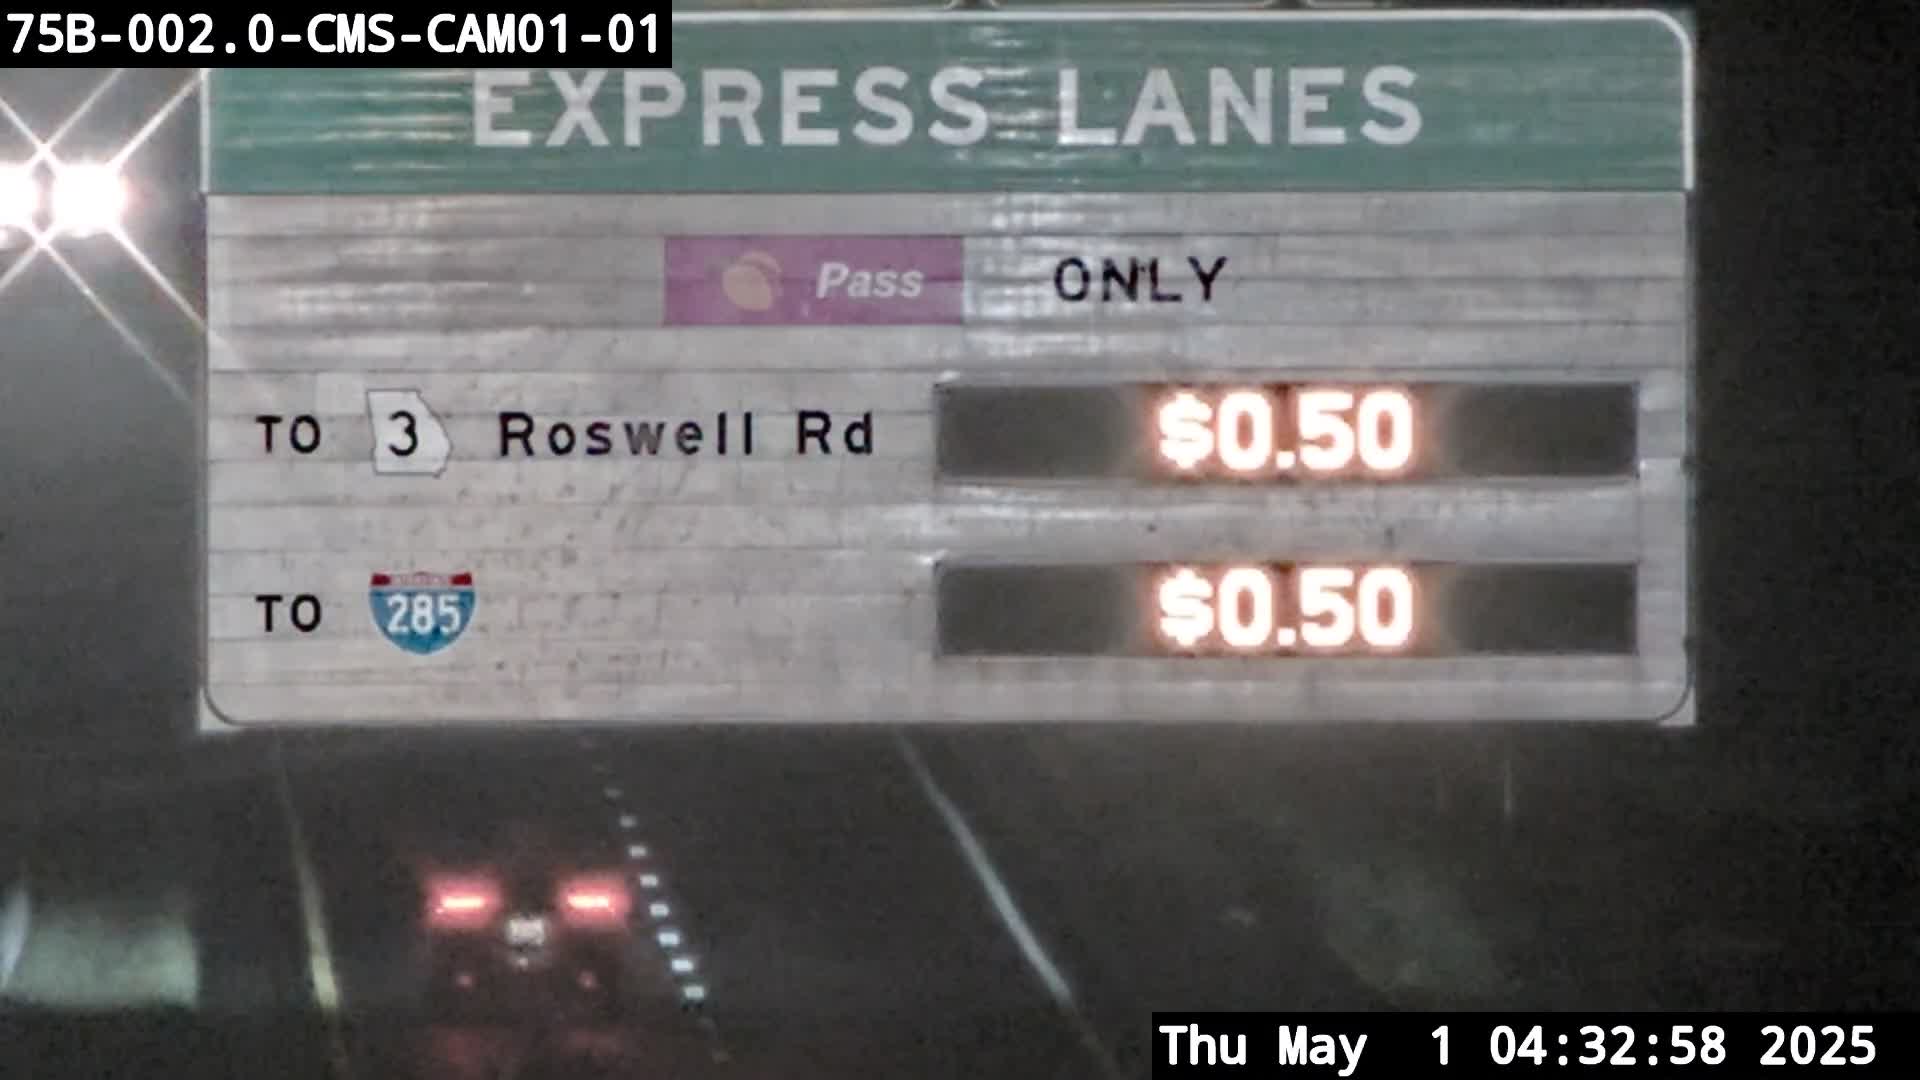 75B-002.0-CMS-CAM01-01
EXPRESS LANES
Pass ONLY
TO 3 Roswell Rd $0.50
TO 285 $0.50
Thu May 1 04:32:58 2025